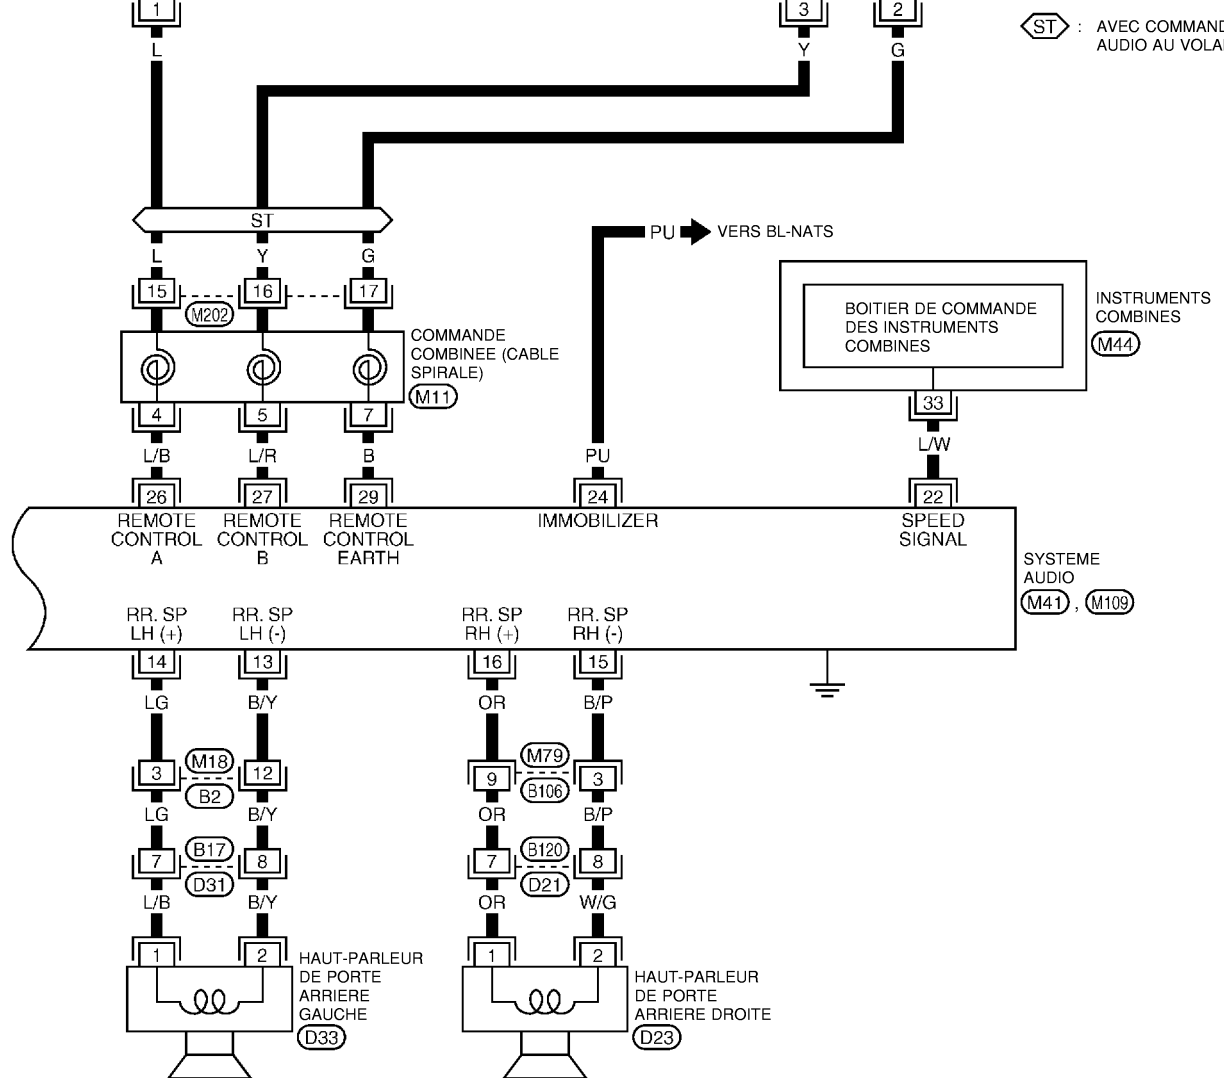 1
3
2
ST : AVEC COMMAND
AUDIO AU VOLA
L
Y
G
ST
PU
VERS BL-NATS
L
Y
G
15
16
17
M202
BOITIER DE COMMANDE
DES INSTRUMENTS
COMBINES
INSTRUMENTS
COMBINES
M44
COMMANDE
COMBINEE (CABLE
SPIRALE)
M11
4
5
7
33
L/B
L/R
B
PU
L/W
26
27
29
24
22
REMOTE
CONTROL
A
REMOTE
CONTROL
B
REMOTE
CONTROL
EARTH
IMMOBILIZER
SPEED
SIGNAL
SYSTEME
AUDIO
M41 , M109
RR. SP
LH (+)
RR. SP
LH (-)
RR. SP
RH (+)
RR. SP
RH (-)
14
13
16
15
LG
B/Y
OR
B/P
3
M18
B2
12
9
M79
B106
3
LG
B/Y
OR
B/P
7
B17
D31
8
7
B120
D21
8
L/B
B/Y
OR
W/G
1
2
1
2
HAUT-PARLEUR
DE PORTE
ARRIERE
GAUCHE
D33
HAUT-PARLEUR
DE PORTE
ARRIERE DROITE
D23